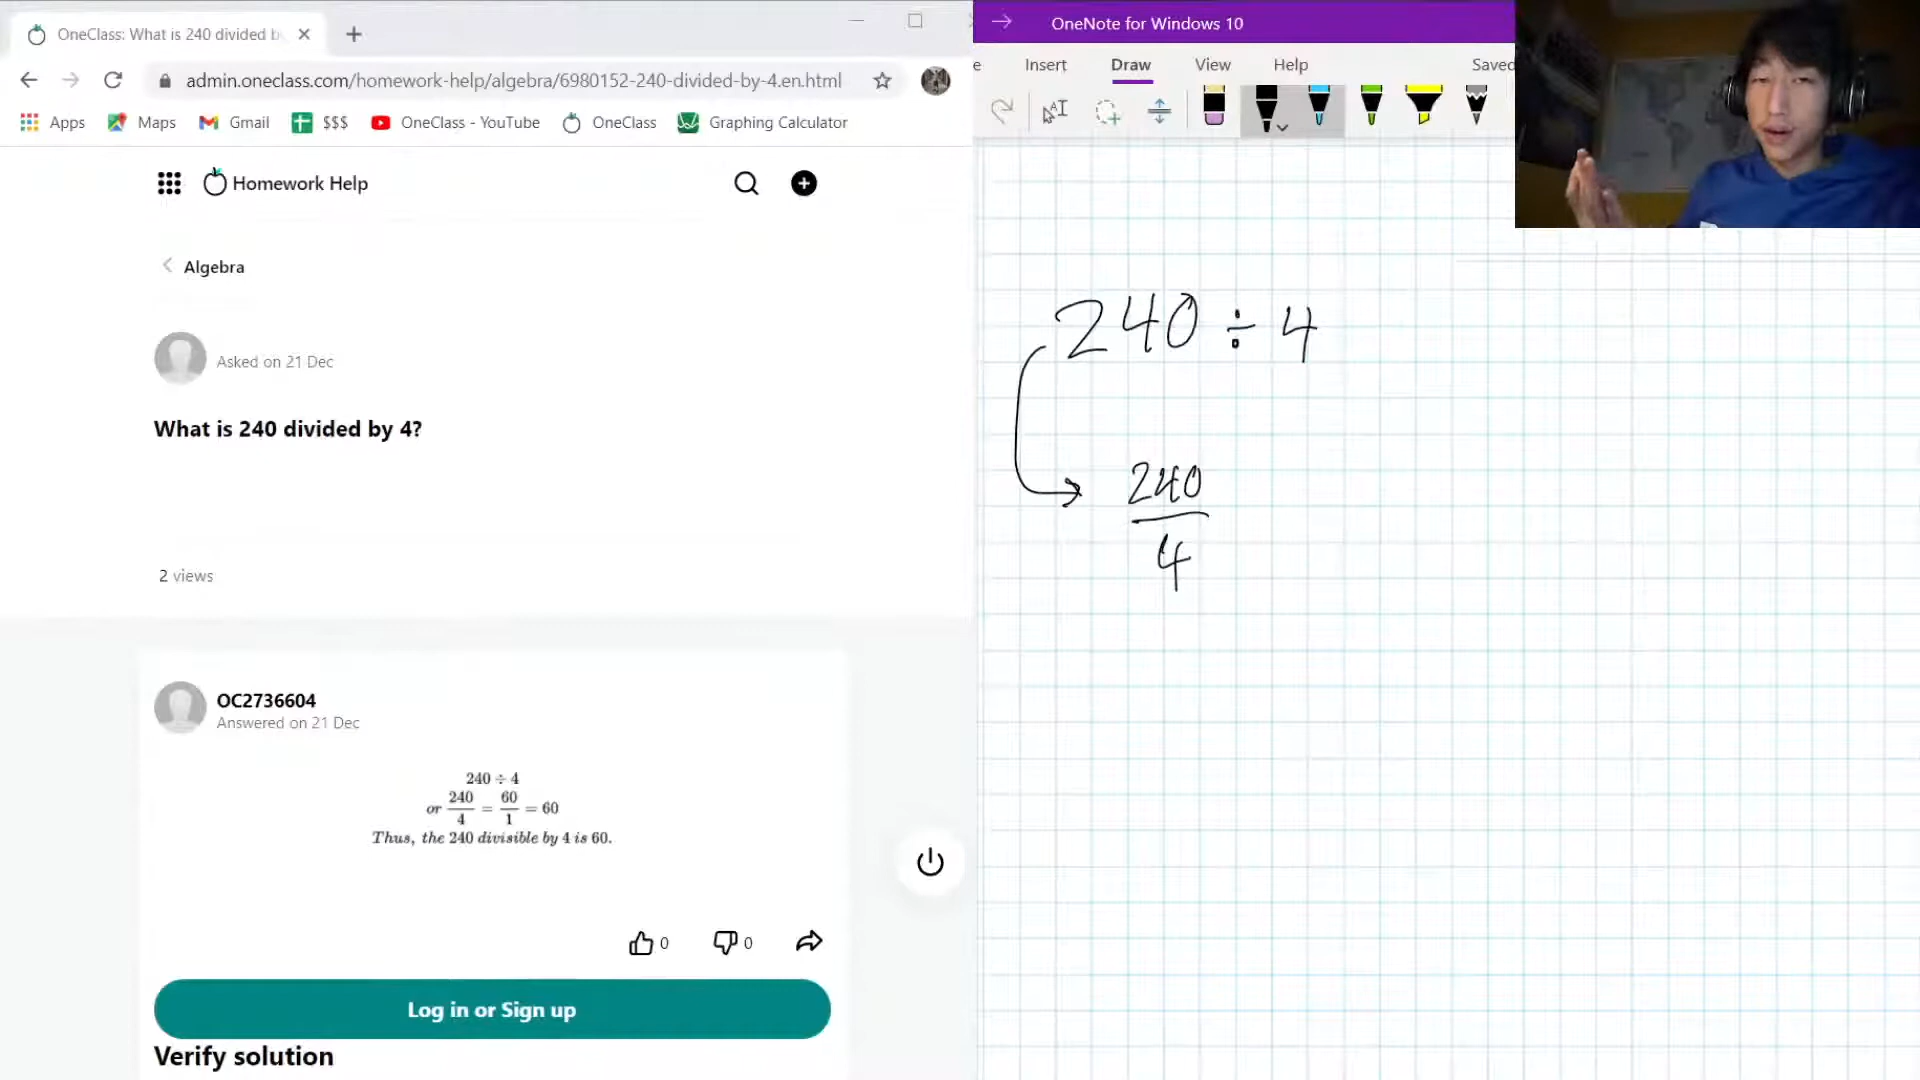 OneClass: What is 240 divided b
admin.oneclass.com/homework-help/algebra/6980152-240-divided-by-4.en.html
Apps Maps Gmail $$$ OneClass - YouTube OneClass Graphing Calculator
Homework Help
Algebra
Asked on 21 Dec
What is 240 divided by 4?
2 views
OC2736604
Answered on 21 Dec
240 ÷ 4
or 240/4 = 60/1 = 60
Thus, the 240 divisible by 4 is 60.
0 0
Log in or Sign up
Verify solution
OneNote for Windows 10
Insert Draw View Help Saved
240 ÷ 4
240
4